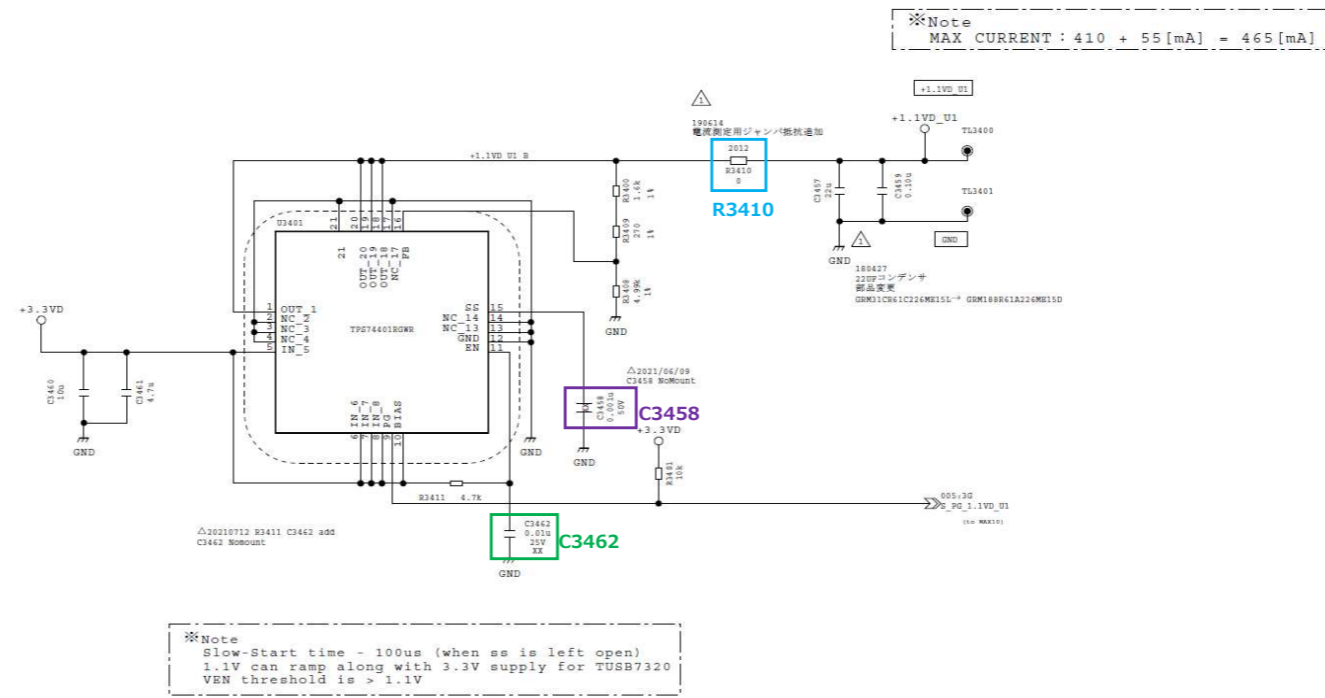 ※Note
MAX CURRENT : 410 + 55[mA] = 465[mA]
+1.1VD_U1
1
190614
電流測定用ジャンパ抵抗追加
+1.1VD_U1
TL3400
2012
R3410
0
R3410
+1.1VD U1 B
R3400
1.6k
1%
C3457
22u
C3459
0.10u
TL3401
R3409
270
1%
GND
GND
1
180427
22UFコンデンサ
部品変更
GRM31CR61C226ME15L→ GRM188R61A226ME15D
R3408
4.99k
1%
GND
U3401
21
20
19
18
17
16
21
OUT_20
OUT_19
OUT_18
NC_17
FB
+3.3VD
1
OUT_1
2
NC_2
3
NC_3
4
NC_4
5
IN_5
TPS74401RGWR
SS
15
NC_14
14
NC_13
13
GND
12
EN
11
IN_6
IN_7
IN_8
PG
BIAS
6
7
8
9
10
C3460
10u
C3461
4.7u
GND
GND
△2021/06/09
C3458 NoMount
C3458
0.001u
50V
C3458
GND
+3.3VD
R3481
10k
R3411 4.7k
005:3G
S_PG_1.1VD_U1
(to MAX10)
△20210712 R3411 C3462 add
C3462 Nomount
C3462
0.01u
25V
XX
C3462
GND
※Note
Slow-Start time - 100us (when ss is left open)
1.1V can ramp along with 3.3V supply for TUSB7320
VEN threshold is > 1.1V